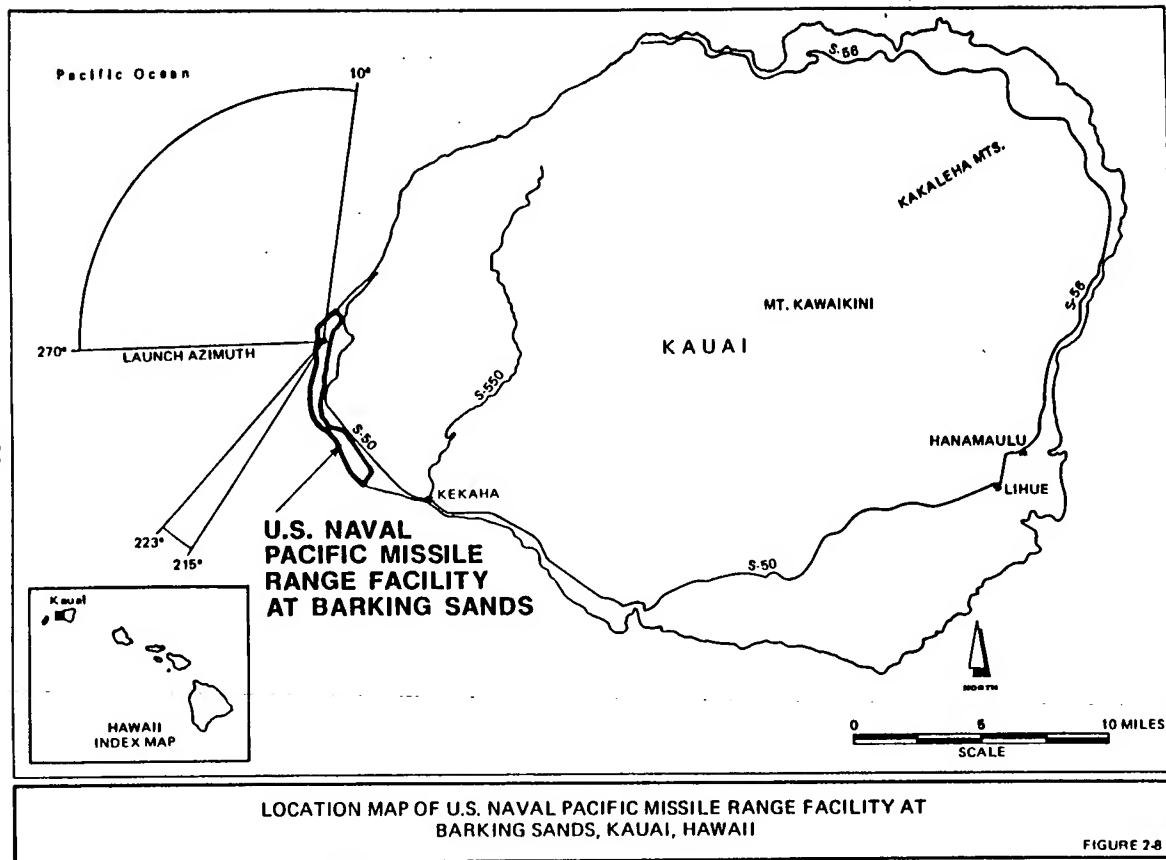 Pacific Ocean
10°
S-56
KAKALEHA MTS.
S-56
MT. KAWAIKINI
KAUAI
270°
LAUNCH AZIMUTH
S-550
S-50
HANAMAULU
LIHUE
KEKAHA
U.S. NAVAL
PACIFIC MISSILE
RANGE FACILITY
AT BARKING SANDS
223°
215°
S-50
Kauai
HAWAII
INDEX MAP
NORTH
0 5 10 MILES
SCALE
LOCATION MAP OF U.S. NAVAL PACIFIC MISSILE RANGE FACILITY AT
BARKING SANDS, KAUAI, HAWAII
FIGURE 2-8